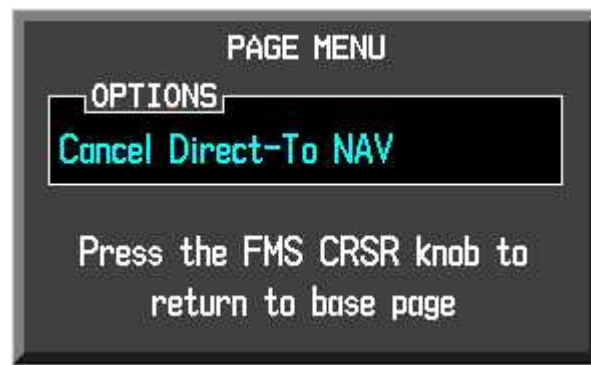 PAGE MENU
OPTIONS
Cancel Direct-To NAV
Press the FMS CRSR knob to
return to base page